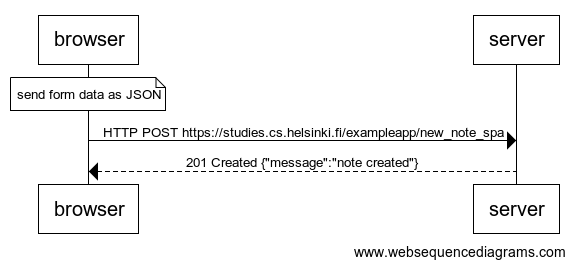 browser
server
send form data as JSON
HTTP POST https://studies.cs.helsinki.fi/exampleapp/new_note_spa
201 Created {"message":"note created"}
browser
server
www.websequencediagrams.com